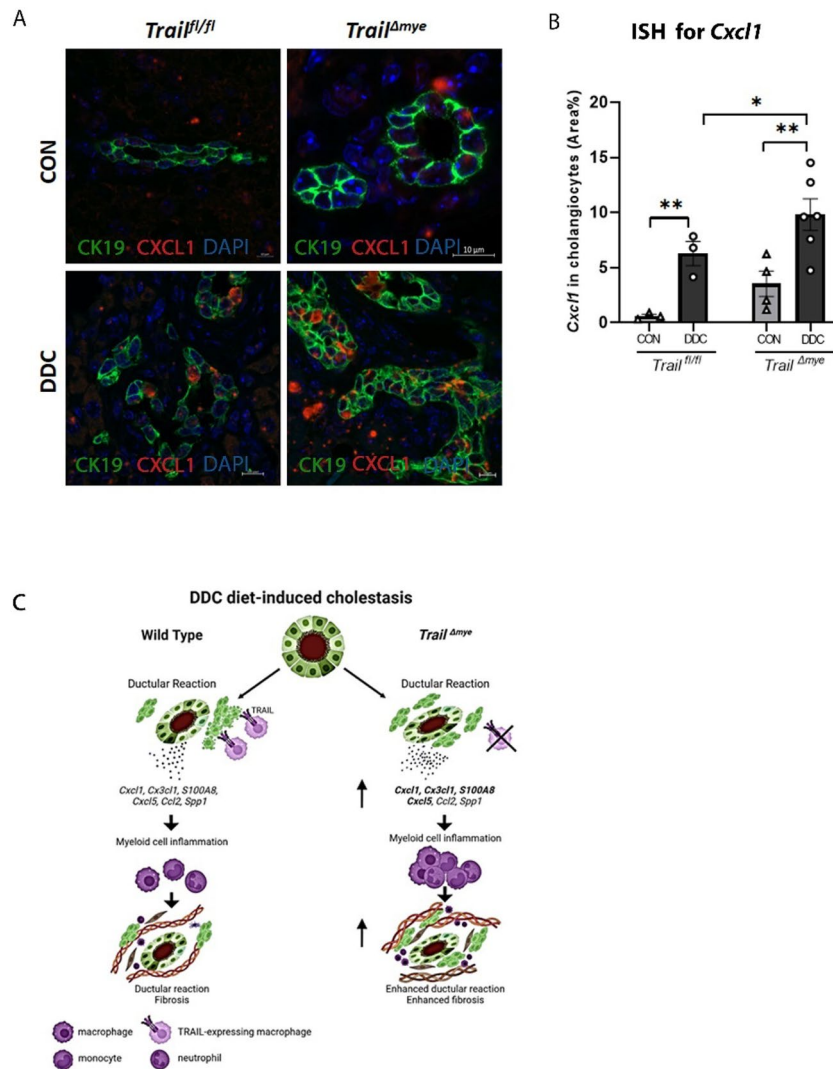 A
Trail fl/fl
Trail Δmye
CON
CK19 CXCL1 DAPI
CK19 CXCL1 DAPI
10 µm
DDC
CK19 CXCL1 DAPI
CK19 CXCL1 DAPI
B
ISH for Cxcl1
Cxcl1 in cholangiocytes (Area%)
20
15
10
5
0
*
**
**
CON DDC CON DDC
Trail fl/fl Trail Δmye
C
DDC diet-induced cholestasis
Wild Type
Trail Δmye
Ductular Reaction
TRAIL
Cxcl1, Cx3cl1, S100A8,
Cxcl5, Ccl2, Spp1
Myeloid cell inflammation
Ductular reaction
Fibrosis
Ductular Reaction
Cxcl1, Cx3cl1, S100A8
Cxcl5, Ccl2, Spp1
Myeloid cell inflammation
Enhanced ductular reaction
Enhanced fibrosis
macrophage
TRAIL-expressing macrophage
monocyte
neutrophil